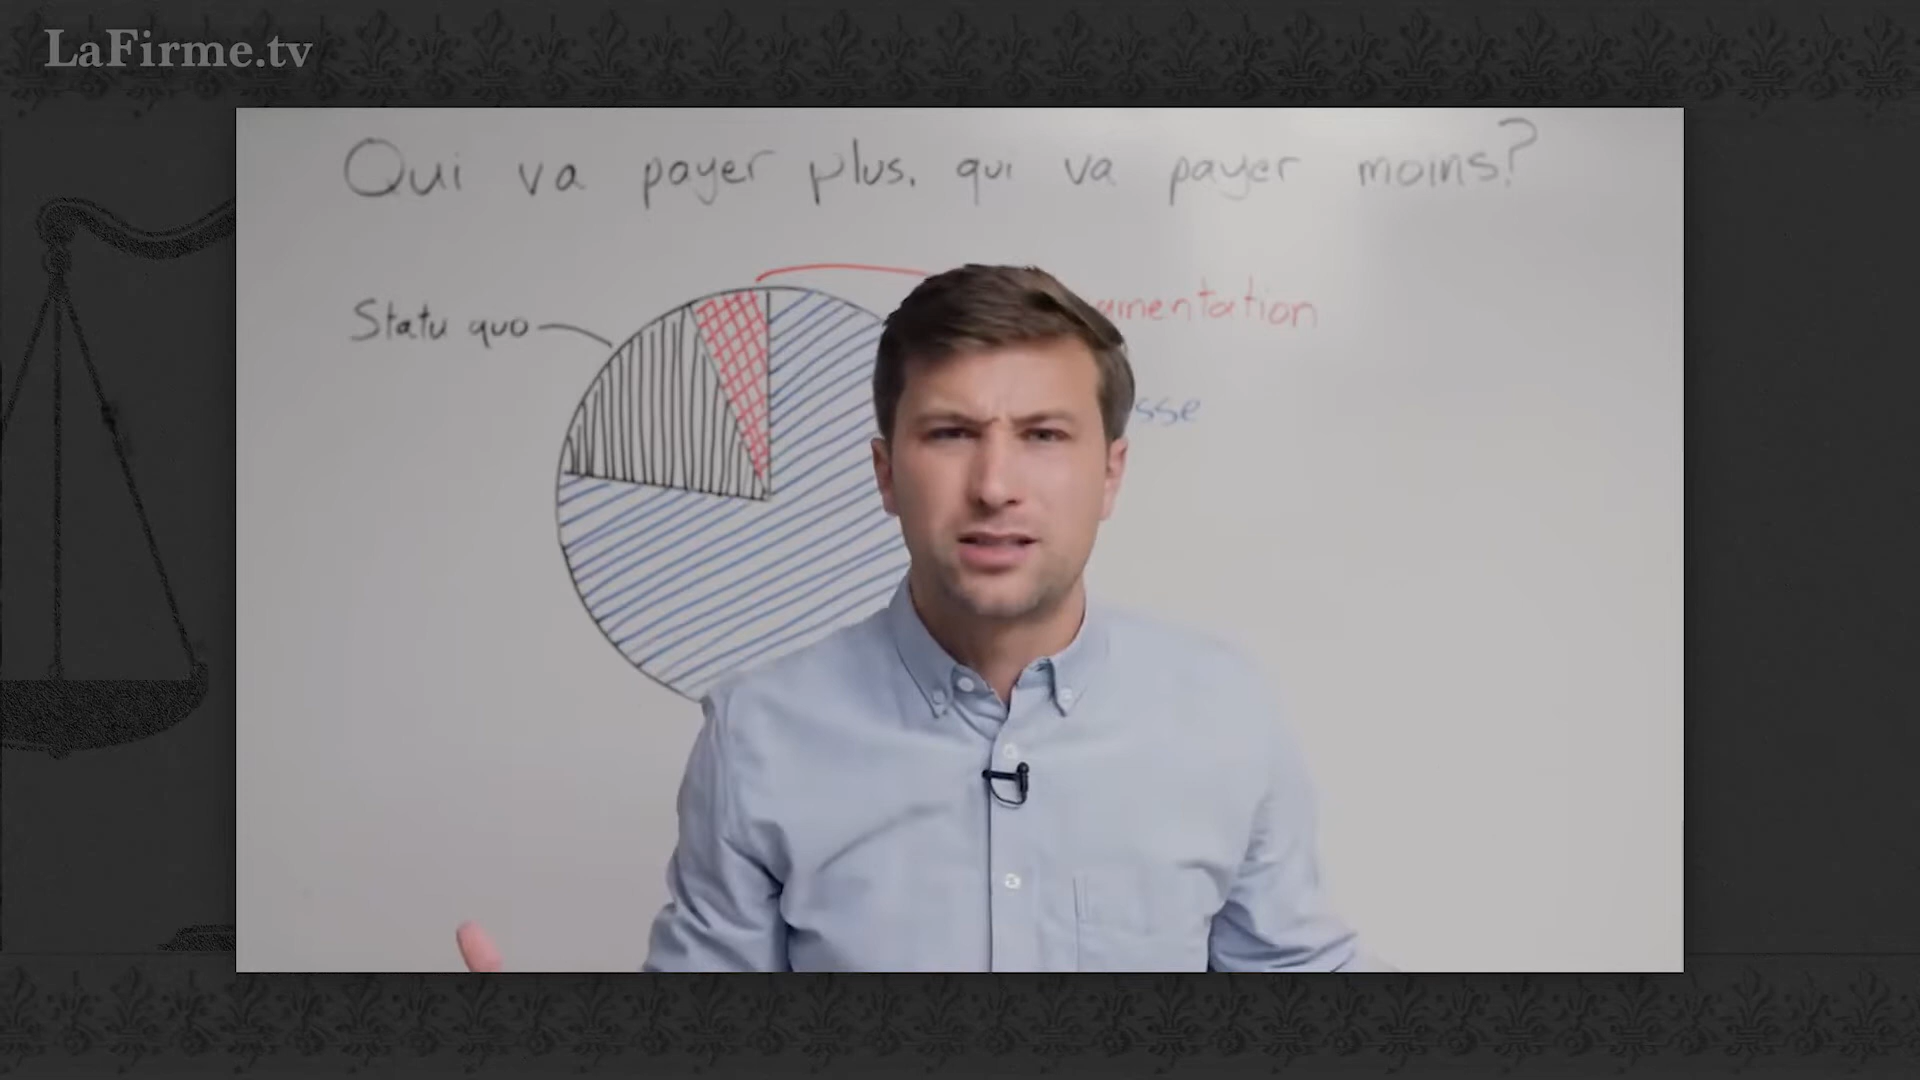 LaFirme.tv
Qui va payer plus, qui va payer moins?
Statu quo